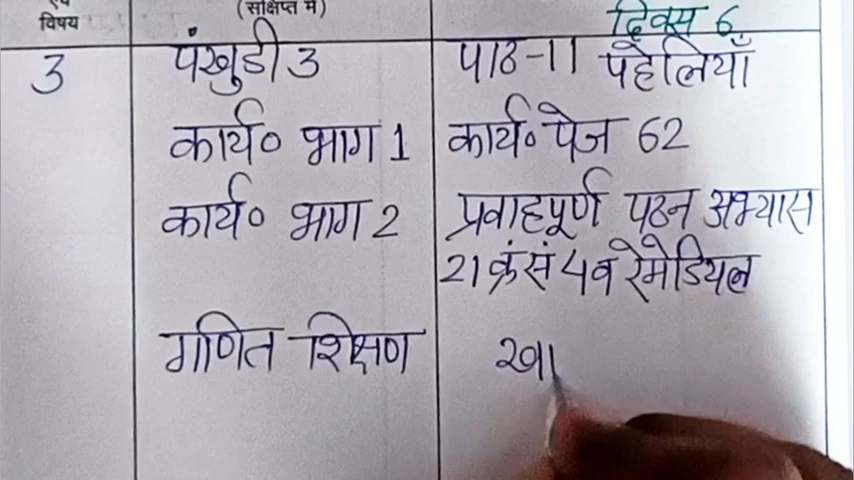 एवं (संक्षिप्त में) दिवस 6
विषय
3 पंखुडी 3 पाठ-11 पहेलियाँ
कार्य० भाग 1 कार्य० पेज 62
कार्य० भाग 2 प्रवाहपूर्ण पठन अभ्यास
21 क्रं सं 4 व रेमेडियल
गणित शिक्षण खा